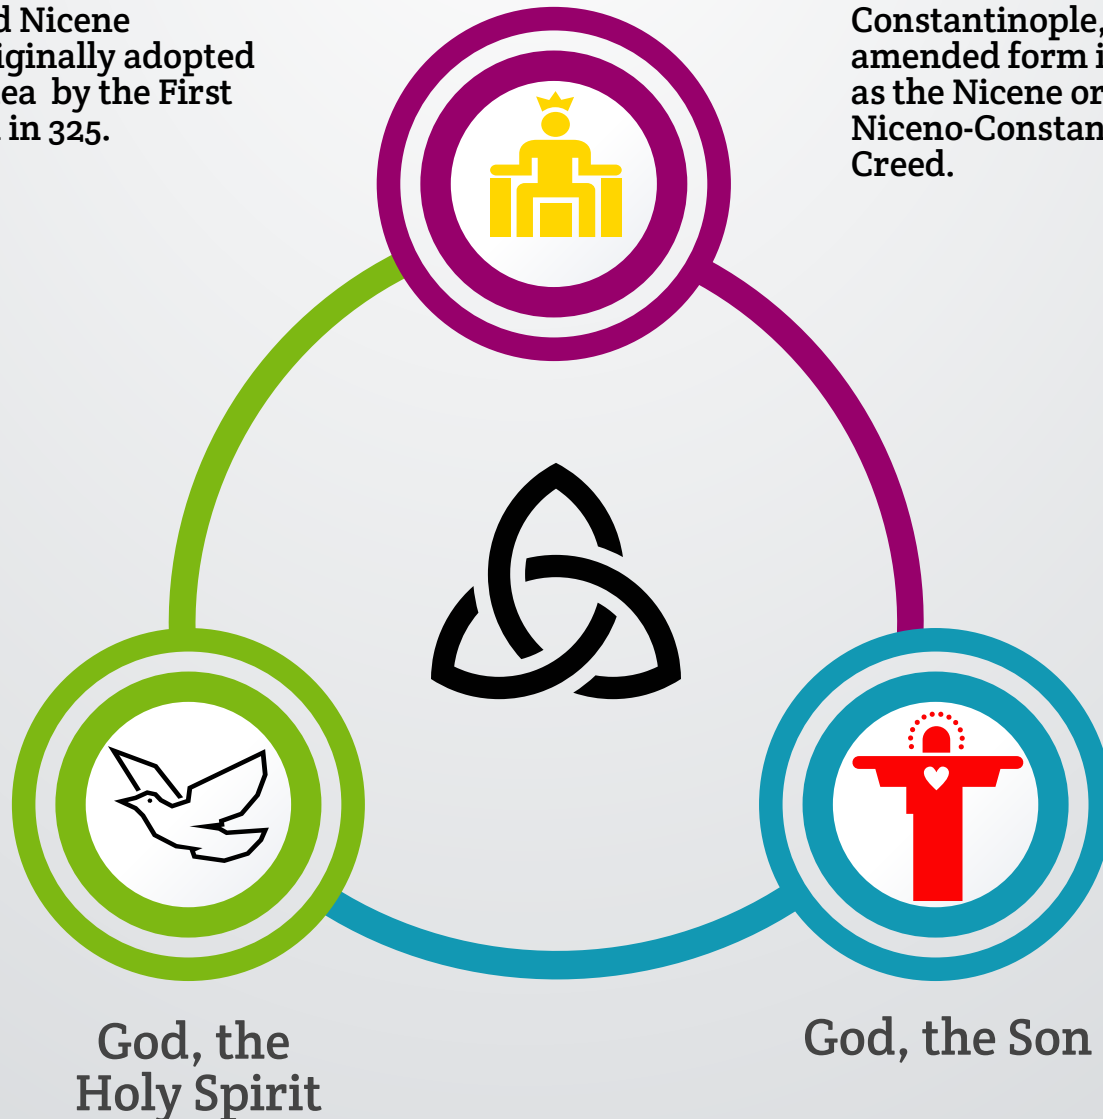 d Nicene
iginally adopted
ea by the First
in 325.
Constantinople,
amended form i
as the Nicene or
Niceno-Constan
Creed.
God, the
Holy Spirit
God, the Son